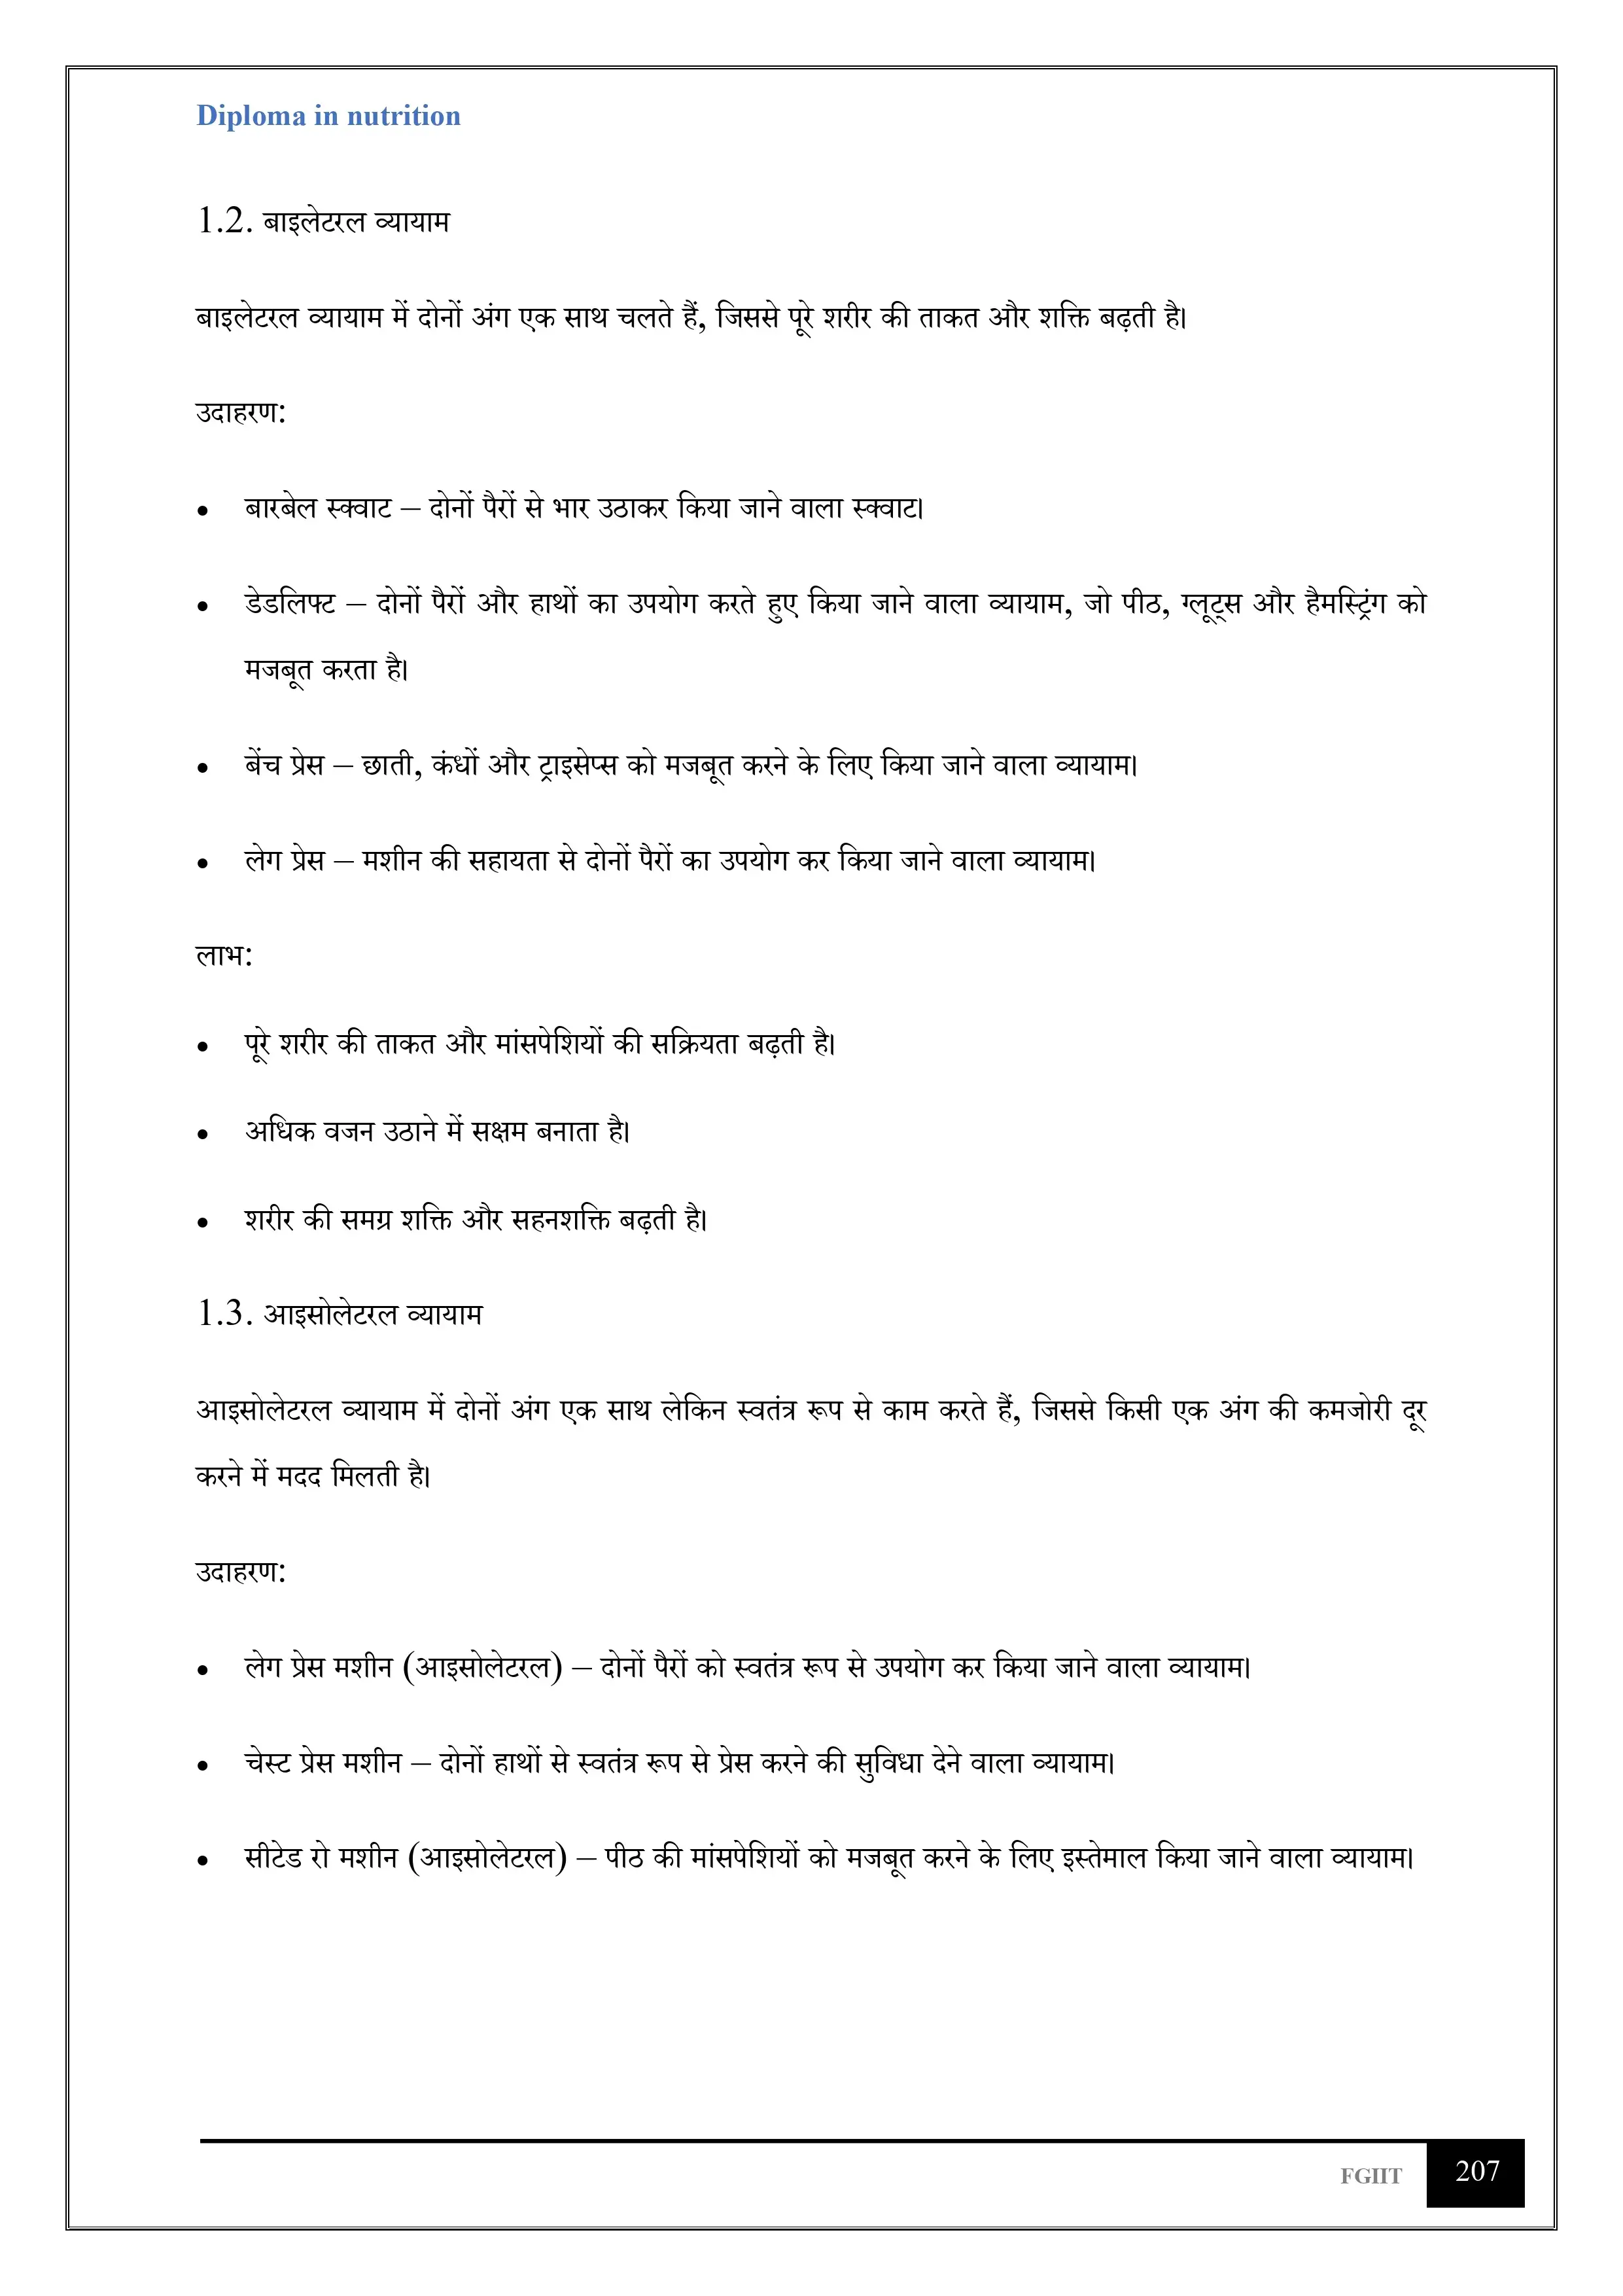 Diploma in nutrition
1.2. बाइलेटरल व्यायाम
बाइलेटरल व्यायाम में दोनों अंग एक साथ चलते हैं, जिससे पूरे शरीर की ताकत और शक्ति बढ़ती है।
उदाहरण:
• बारबेल स्क्वाट – दोनों पैरों से भार उठाकर किया जाने वाला स्क्वाट।
• डेडलिफ्ट – दोनों पैरों और हाथों का उपयोग करते हुए किया जाने वाला व्यायाम, जो पीठ, ग्लूट्स और हैमस्ट्रिंग को
मजबूत करता है।
• बेंच प्रेस – छाती, कंधों और ट्राइसेप्स को मजबूत करने के लिए किया जाने वाला व्यायाम।
• लेग प्रेस – मशीन की सहायता से दोनों पैरों का उपयोग कर किया जाने वाला व्यायाम।
लाभ:
• पूरे शरीर की ताकत और मांसपेशियों की सक्रियता बढ़ती है।
• अधिक वजन उठाने में सक्षम बनाता है।
• शरीर की समग्र शक्ति और सहनशक्ति बढ़ती है।
1.3. आइसोलेटरल व्यायाम
आइसोलेटरल व्यायाम में दोनों अंग एक साथ लेकिन स्वतंत्र रूप से काम करते हैं, जिससे किसी एक अंग की कमजोरी दूर
करने में मदद मिलती है।
उदाहरण:
• लेग प्रेस मशीन (आइसोलेटरल) – दोनों पैरों को स्वतंत्र रूप से उपयोग कर किया जाने वाला व्यायाम।
• चेस्ट प्रेस मशीन – दोनों हाथों से स्वतंत्र रूप से प्रेस करने की सुविधा देने वाला व्यायाम।
• सीटेड रो मशीन (आइसोलेटरल) – पीठ की मांसपेशियों को मजबूत करने के लिए इस्तेमाल किया जाने वाला व्यायाम।
FGIIT 207